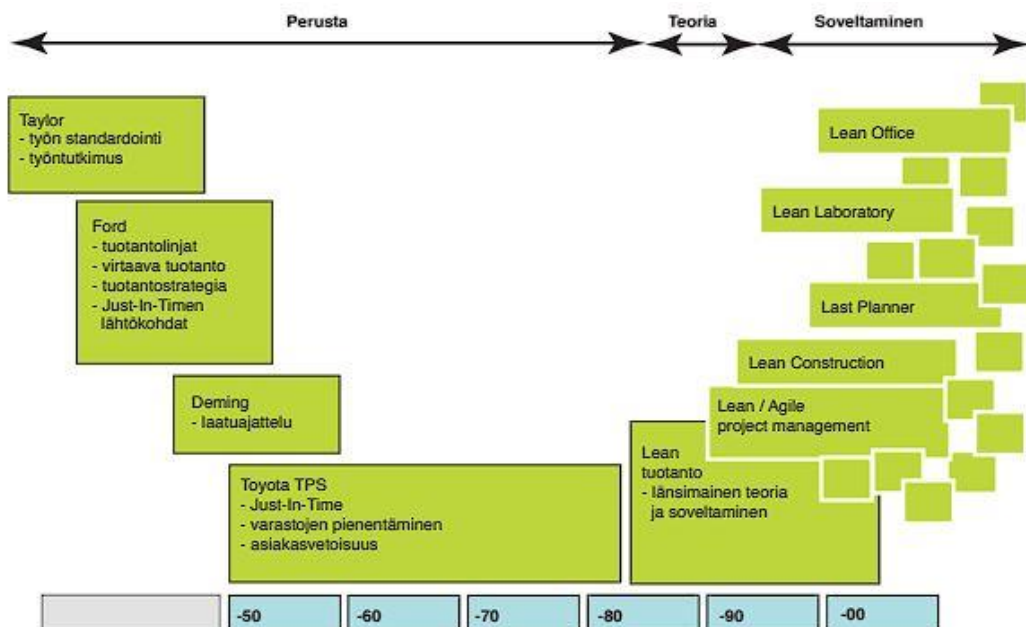 Perusta
Teoria
Soveltaminen
Taylor
- työn standardointi
- työntutkimus
Ford
- tuotantolinjat
- virtaava tuotanto
- tuotantostrategia
- Just-In-Timen
lähtökohdat
Deming
- laatuajattelu
Toyota TPS
- Just-In-Time
- varastojen pienentäminen
- asiakasvetoisuus
Lean
tuotanto
- länsimainen teoria
ja soveltaminen
Lean / Agile
project management
Lean Construction
Last Planner
Lean Laboratory
Lean Office
-50
-60
-70
-80
-90
-00